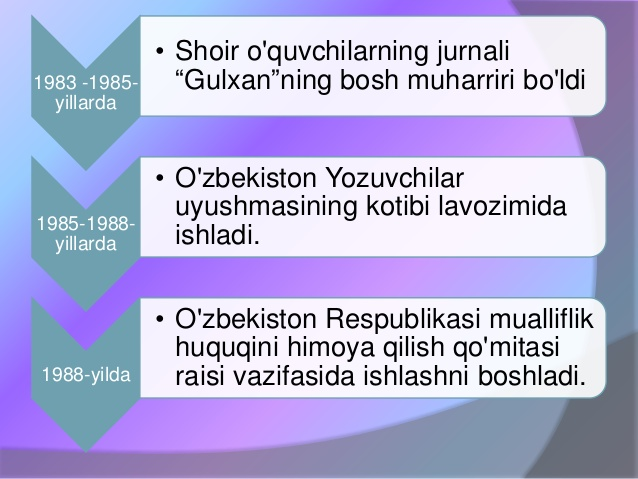 1983 -1985-
yillarda
• Shoir o'quvchilarning jurnali
“Gulxan”ning bosh muharriri bo'ldi
1985-1988-
yillarda
• O'zbekiston Yozuvchilar
uyushmasining kotibi lavozimida
ishladi.
1988-yilda
• O'zbekiston Respublikasi mualliflik
huquqini himoya qilish qo'mitasi
raisi vazifasida ishlashni boshladi.